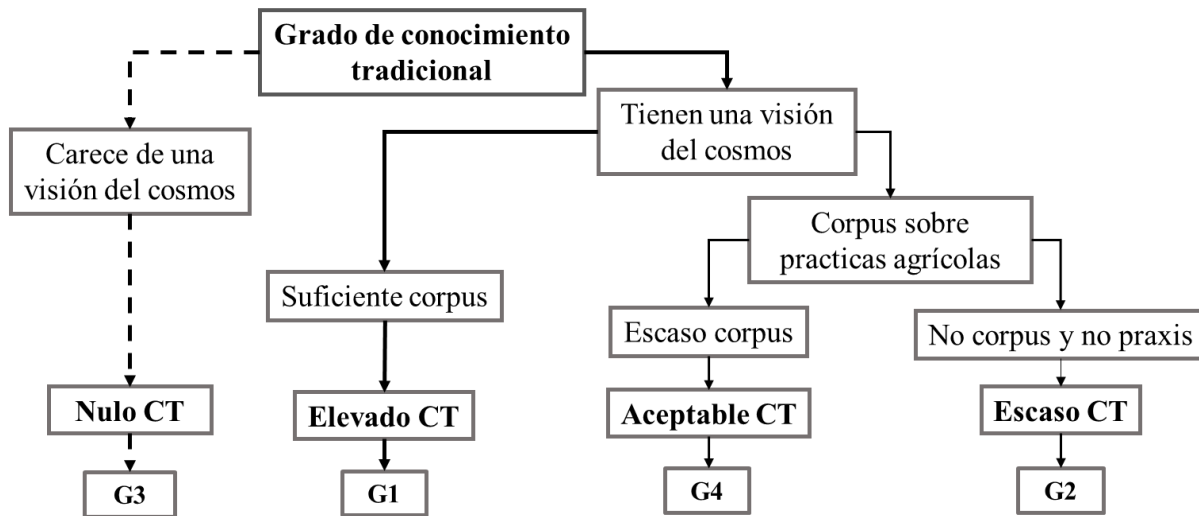 Grado de conocimiento
tradicional
Tienen una visión
del cosmos
Carece de una
visión del cosmos
Corpus sobre
practicas agrícolas
Suficiente corpus
Escaso corpus
No corpus y no praxis
Nulo CT
Elevado CT
Aceptable CT
Escaso CT
G3
G1
G4
G2